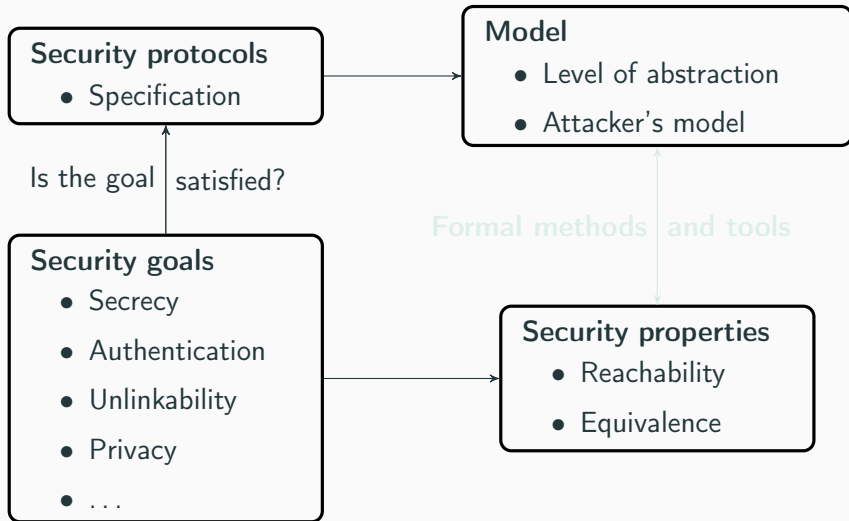 Security protocols
• Specification
Model
• Level of abstraction
• Attacker's model
Is the goal satisfied?
Formal methods and tools
Security goals
• Secrecy
• Authentication
• Unlinkability
• Privacy
• . . .
Security properties
• Reachability
• Equivalence